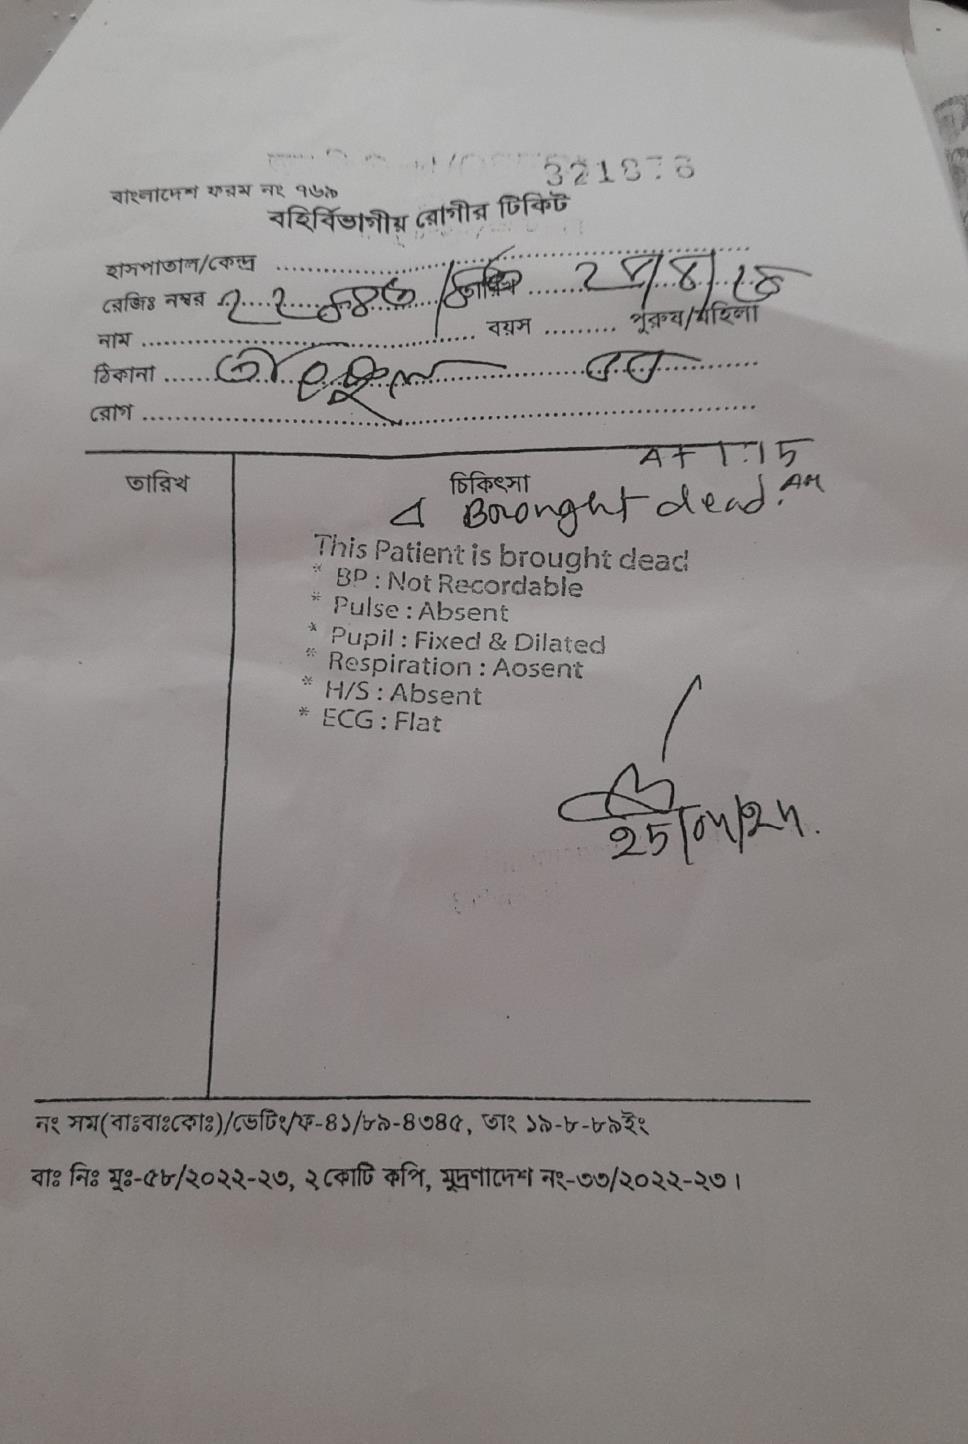 321878
বাংলাদেশ ফরম নং ৭৬৯
বহির্বিভাগীয় রোগীর টিকিট
হাসপাতাল/কেন্দ্র
রেজিঃ নম্বর তারিখ
নাম বয়স পুরুষ/মহিলা
ঠিকানা
রোগ
AT 1:15 AM
তারিখ চিকিৎসা
Bronght dead.
This Patient is brought dead
* BP : Not Recordable
* Pulse : Absent
* Pupil : Fixed & Dilated
* Respiration : Aosent
* H/S : Absent
* ECG : Flat
25/04/24.
নং সম(বাঃবাঃকোঃ)/ভেটিং/ফ-৪১/৮৯-৪৩৪৫, তাং ১৯-৮-৮৯ইং
বাঃ নিঃ মুঃ-৫৮/২০২২-২৩, ২ কোটি কপি, মুদ্রণাদেশ নং-৩৩/২০২২-২৩।